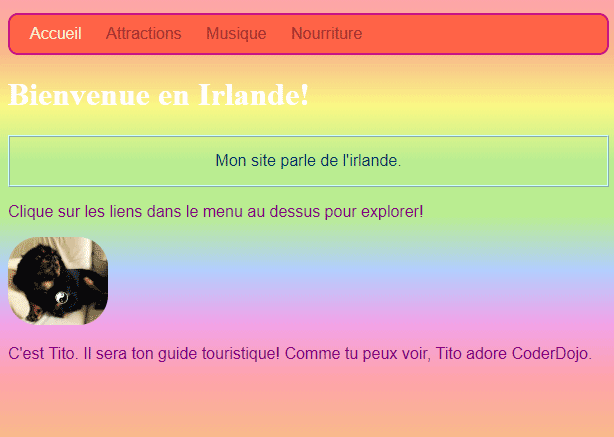 Accueil Attractions Musique Nourriture
Bienvenue en Irlande!
Mon site parle de l'irlande.
Clique sur les liens dans le menu au dessus pour explorer!
C'est Tito. Il sera ton guide touristique! Comme tu peux voir, Tito adore CoderDojo.